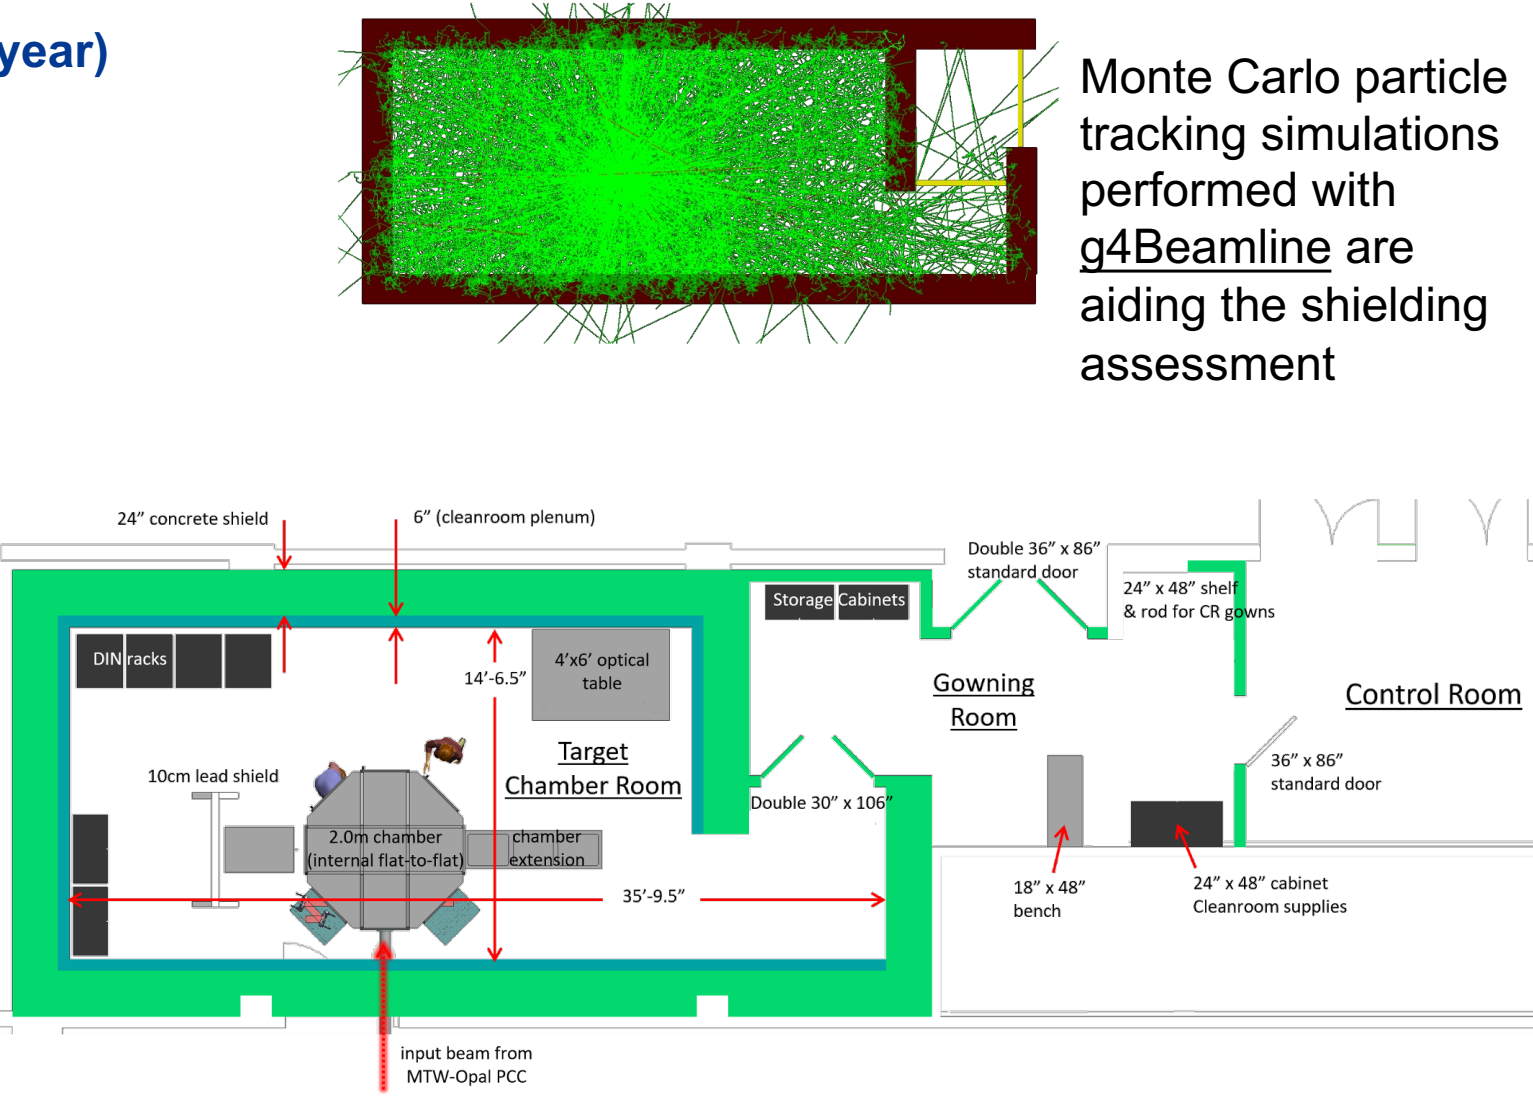 year)
Monte Carlo particle
tracking simulations
performed with
g4Beamline are
aiding the shielding
assessment
24” concrete shield
6” (cleanroom plenum)
Double 36” x 86”
standard door
24” x 48” shelf
& rod for CR gowns
Storage Cabinets
DIN racks
14’-6.5”
4’x6’ optical
table
Gowning
Room
Control Room
Target
Chamber Room
10cm lead shield
36” x 86”
standard door
Double 30” x 106”
2.0m chamber
(internal flat-to-flat)
chamber
extension
35’-9.5”
18” x 48”
bench
24” x 48” cabinet
Cleanroom supplies
input beam from
MTW-Opal PCC